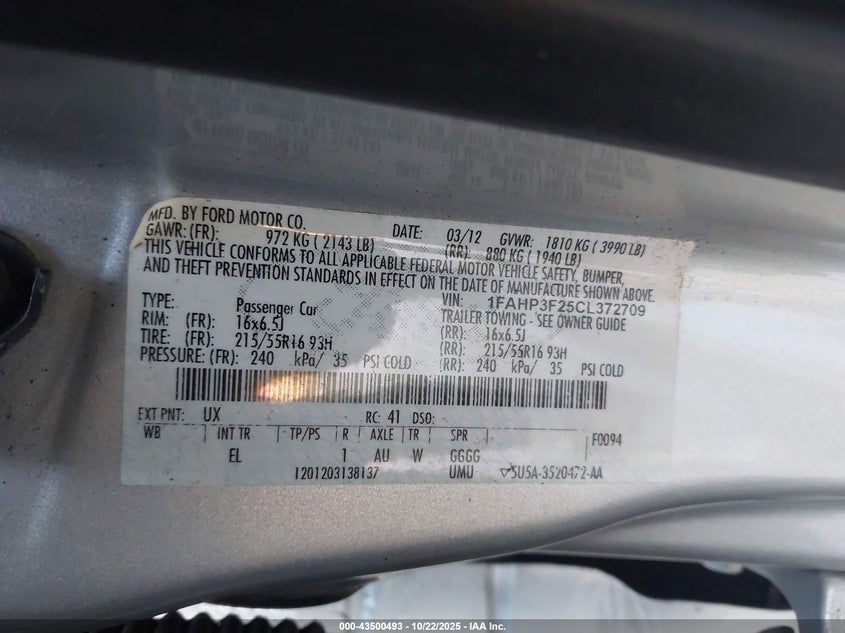 MFD. BY FORD MOTOR CO. DATE: 03/12 GVWR: 1810 KG ( 3990 LB)
GAWR: (FR): 972 KG ( 2143 LB) (RR): 880 KG ( 1940 LB)
THIS VEHICLE CONFORMS TO ALL APPLICABLE FEDERAL MOTOR VEHICLE SAFETY, BUMPER,
AND THEFT PREVENTION STANDARDS IN EFFECT ON THE DATE OF MANUFACTURE SHOWN ABOVE.
VIN: 1FAHP3F25CL372709
TYPE: Passenger Car TRAILER TOWING - SEE OWNER GUIDE
RIM: (FR): 16x6.5J (RR): 16x6.5J
TIRE: (FR): 215/55R16 93H (RR): 215/55R16 93H
PRESSURE: (FR): 240 kPa/ 35 PSI COLD (RR): 240 kPa/ 35 PSI COLD
EXT PNT: UX RC: 41 DSO:
WB INT TR TP/PS R AXLE TR SPR F0094
EL 1 AU W GGGG
1201203138137 UMU 5U5A-3520472-AA
000-43500493 • 10/22/2025 - IAA Inc.